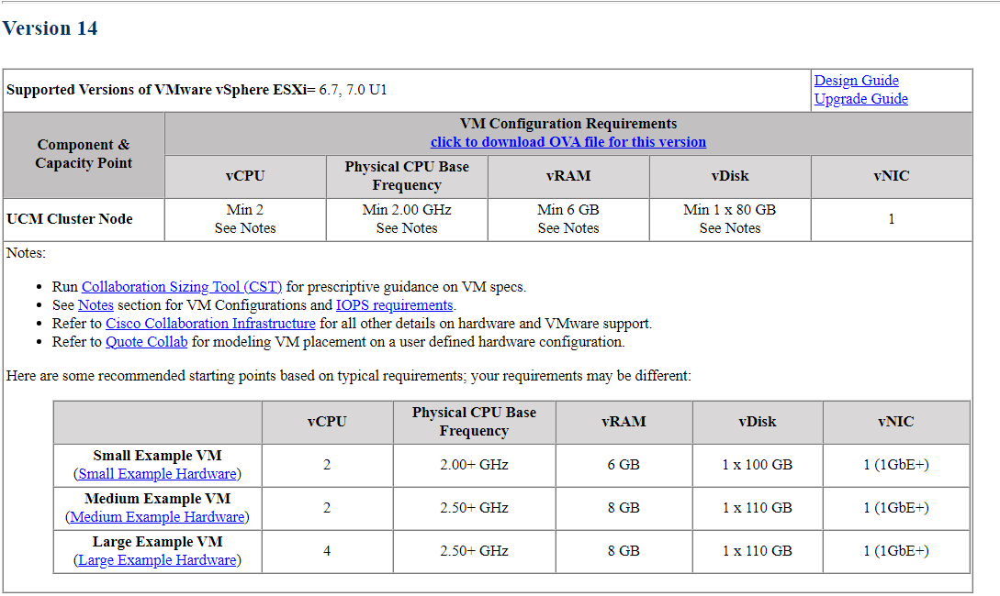 Version 14
Supported Versions of VMware vSphere ESXi= 6.7, 7.0 U1
Design Guide
Upgrade Guide
Component &
Capacity Point
VM Configuration Requirements
click to download OVA file for this version
vCPU
Physical CPU Base
Frequency
vRAM
vDisk
vNIC
UCM Cluster Node
Min 2
See Notes
Min 2.00 GHz
See Notes
Min 6 GB
See Notes
Min 1 x 80 GB
See Notes
1
Notes:
• Run Collaboration Sizing Tool (CST) for prescriptive guidance on VM specs.
• See Notes section for VM Configurations and IOPS requirements.
• Refer to Cisco Collaboration Infrastructure for all other details on hardware and VMware support.
• Refer to Quote Collab for modeling VM placement on a user defined hardware configuration.
Here are some recommended starting points based on typical requirements; your requirements may be different:
vCPU
Physical CPU Base
Frequency
vRAM
vDisk
vNIC
Small Example VM
(Small Example Hardware)
2
2.00+ GHz
6 GB
1 x 100 GB
1 (1GbE+)
Medium Example VM
(Medium Example Hardware)
2
2.50+ GHz
8 GB
1 x 110 GB
1 (1GbE+)
Large Example VM
(Large Example Hardware)
4
2.50+ GHz
8 GB
1 x 110 GB
1 (1GbE+)